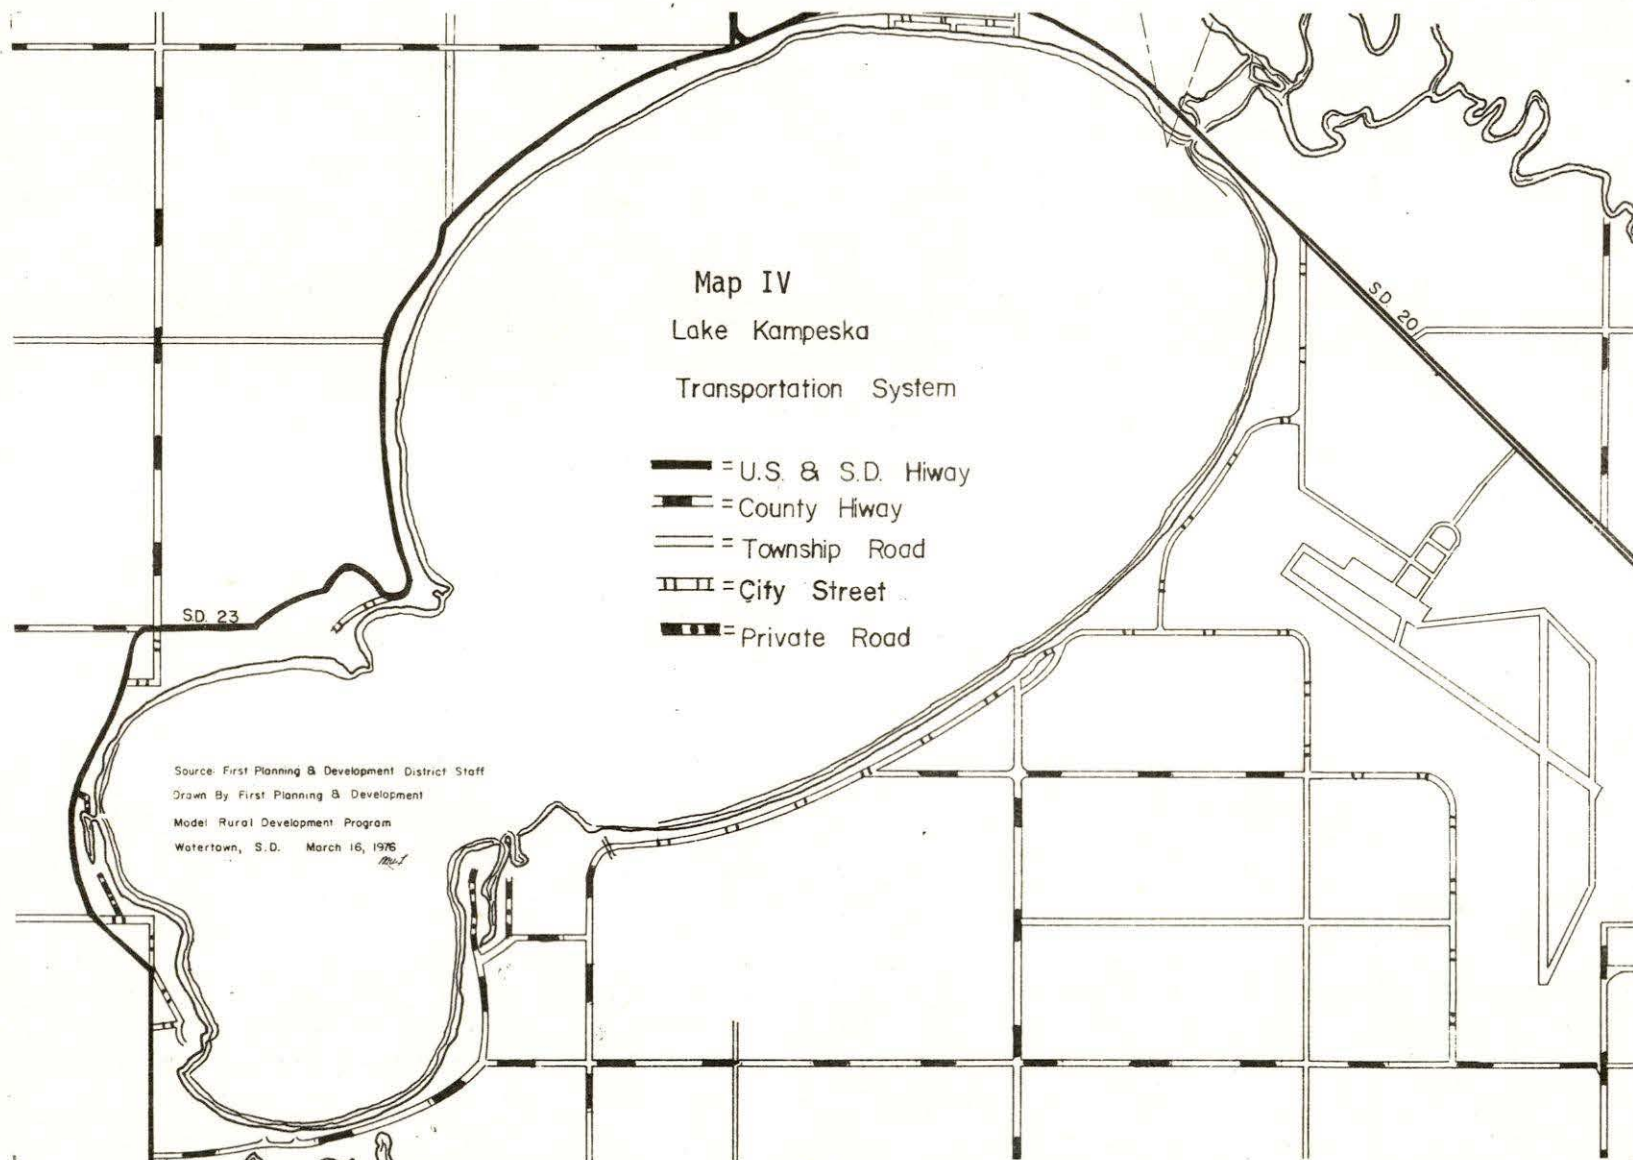 Map IV
Lake Kampeska
Transportation System
= U.S. & S.D. Hiway
= County Hiway
= Township Road
= City Street
= Private Road
S.D. 20
S.D. 23
Source: First Planning & Development District Staff
Drawn By First Planning & Development
Model Rural Development Program
Watertown, S.D. March 16, 1976